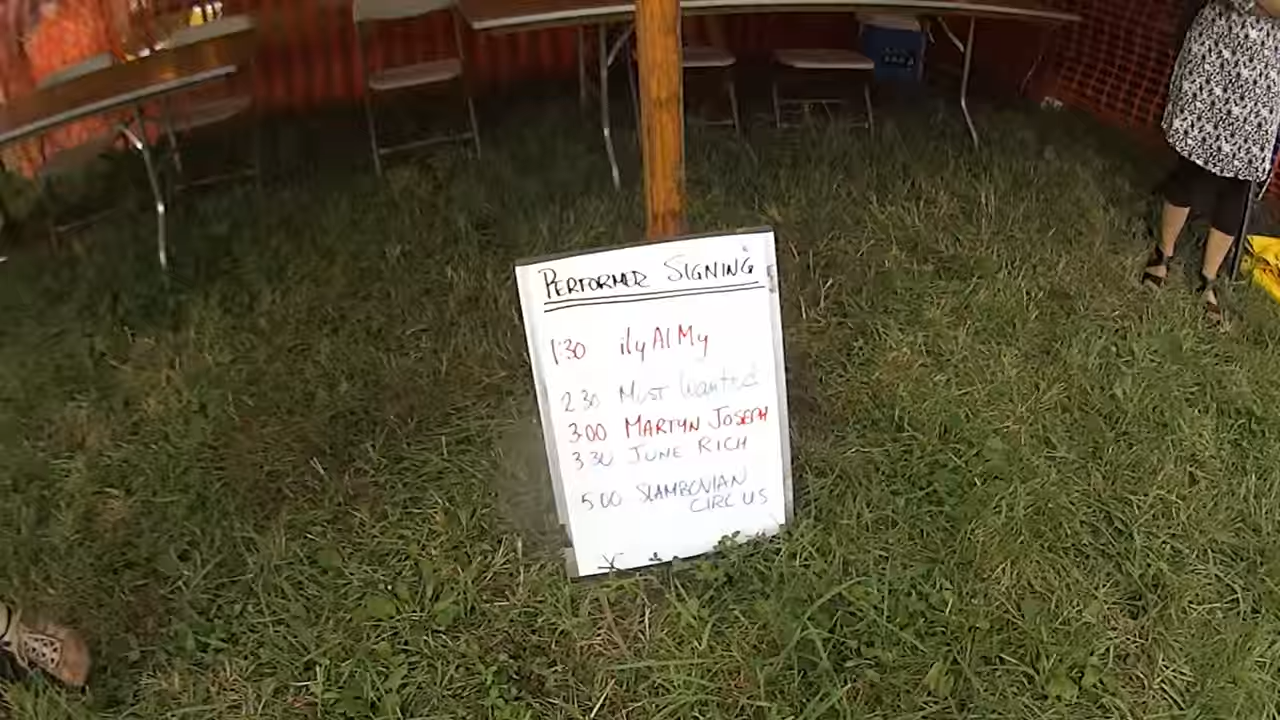 PERFORMER SIGNING
1:30 ilyAIMy
2 30 MOST Wanted
3:00 MARTYN JOSEPH
3 30 JUNE RICH
5 00 SLAMBOVIAN
CIRCUS